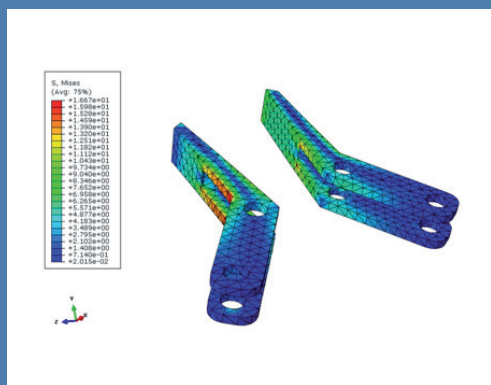 S, Mises
(Avg: 75%)
+1.667e+01
+1.598e+01
+1.528e+01
+1.459e+01
+1.390e+01
+1.320e+01
+1.251e+01
+1.182e+01
+1.112e+01
+1.043e+01
+9.734e+00
+9.040e+00
+8.346e+00
+7.652e+00
+6.958e+00
+6.265e+00
+5.571e+00
+4.877e+00
+4.183e+00
+3.489e+00
+2.795e+00
+2.102e+00
+1.408e+00
+7.140e-01
+2.015e-02
Y
Z
X